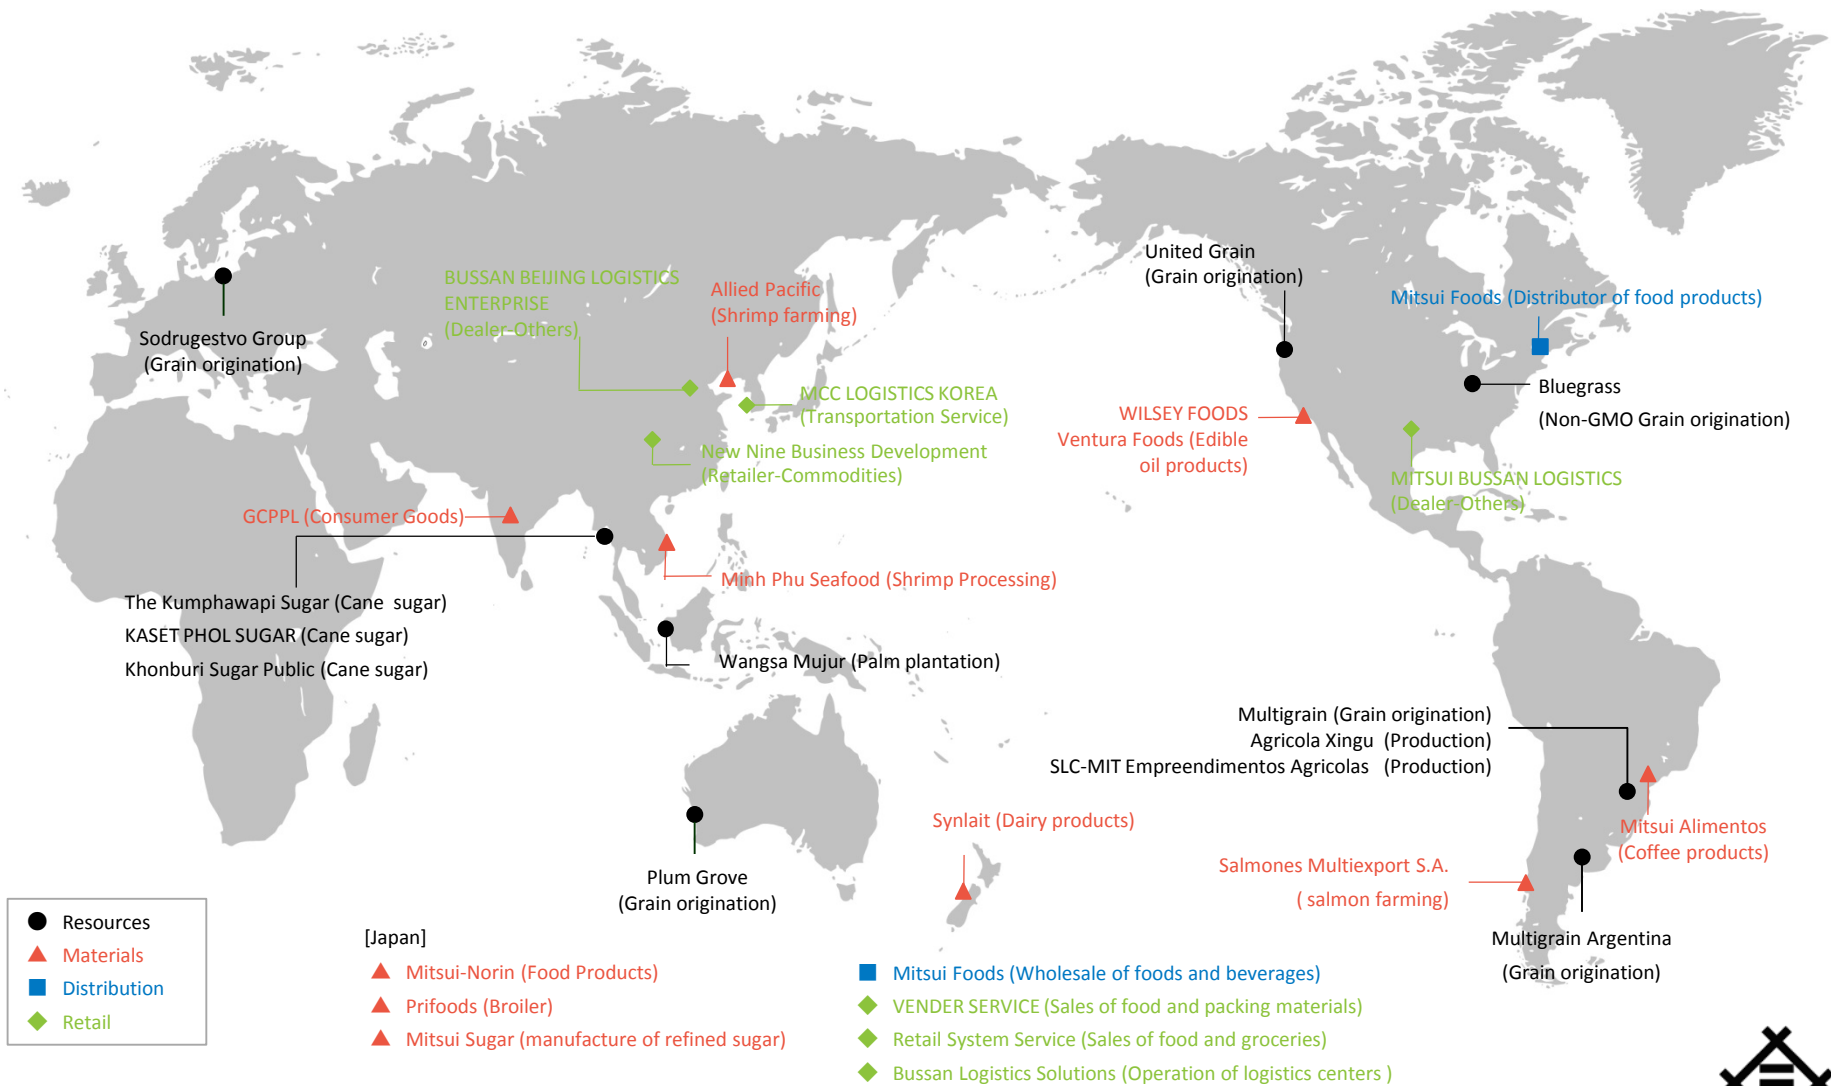 United Grain
(Grain origination)
BUSSAN BEIJING LOGISTICS
ENTERPRISE
(Dealer-Others)
Allied Pacific
(Shrimp farming)
Mitsui Foods (Distributor of food products)
Sodrugestvo Group
(Grain origination)
MCC LOGISTICS KOREA
(Transportation Service)
Bluegrass
(Non-GMO Grain origination)
WILSEY FOODS
Ventura Foods (Edible
oil products)
New Nine Business Development
(Retailer-Commodities)
MITSUI BUSSAN LOGISTICS
(Dealer-Others)
GCPPL (Consumer Goods)
Minh Phu Seafood (Shrimp Processing)
The Kumphawapi Sugar (Cane sugar)
KASET PHOL SUGAR (Cane sugar)
Khonburi Sugar Public (Cane sugar)
Wangsa Mujur (Palm plantation)
Multigrain (Grain origination)
Agricola Xingu (Production)
SLC-MIT Empreendimentos Agricolas (Production)
Synlait (Dairy products)
Mitsui Alimentos
(Coffee products)
Salmones Multiexport S.A.
( salmon farming)
Plum Grove
(Grain origination)
Multigrain Argentina
(Grain origination)
Resources
Materials
Distribution
Retail
[Japan]
Mitsui-Norin (Food Products)
Prifoods (Broiler)
Mitsui Sugar (manufacture of refined sugar)
Mitsui Foods (Wholesale of foods and beverages)
VENDER SERVICE (Sales of food and packing materials)
Retail System Service (Sales of food and groceries)
Bussan Logistics Solutions (Operation of logistics centers )